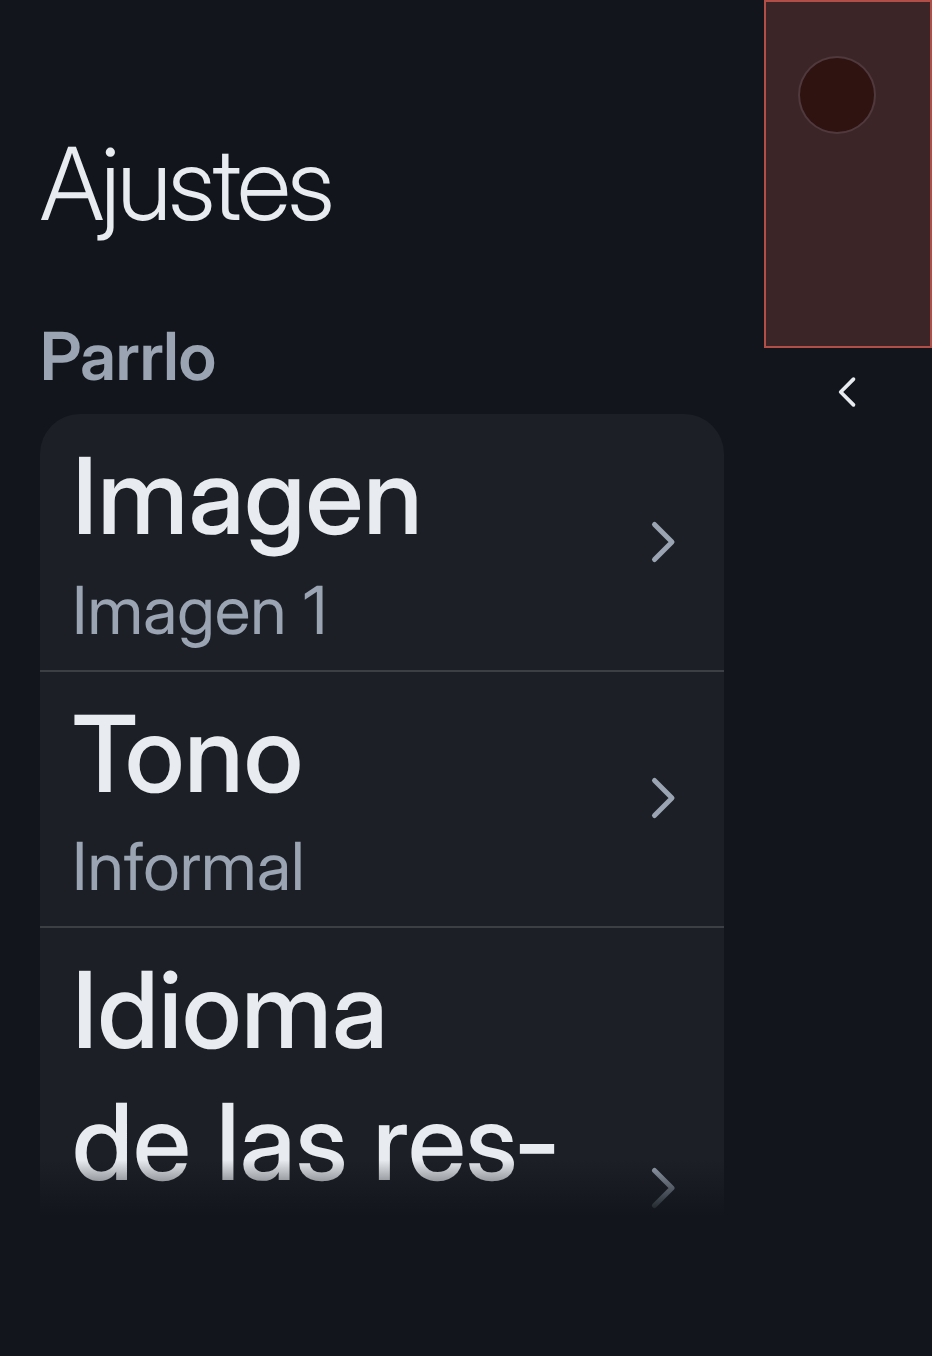 Ajustes
Parrlo
Imagen
Imagen 1
Tono
Informal
Idioma
de las res-